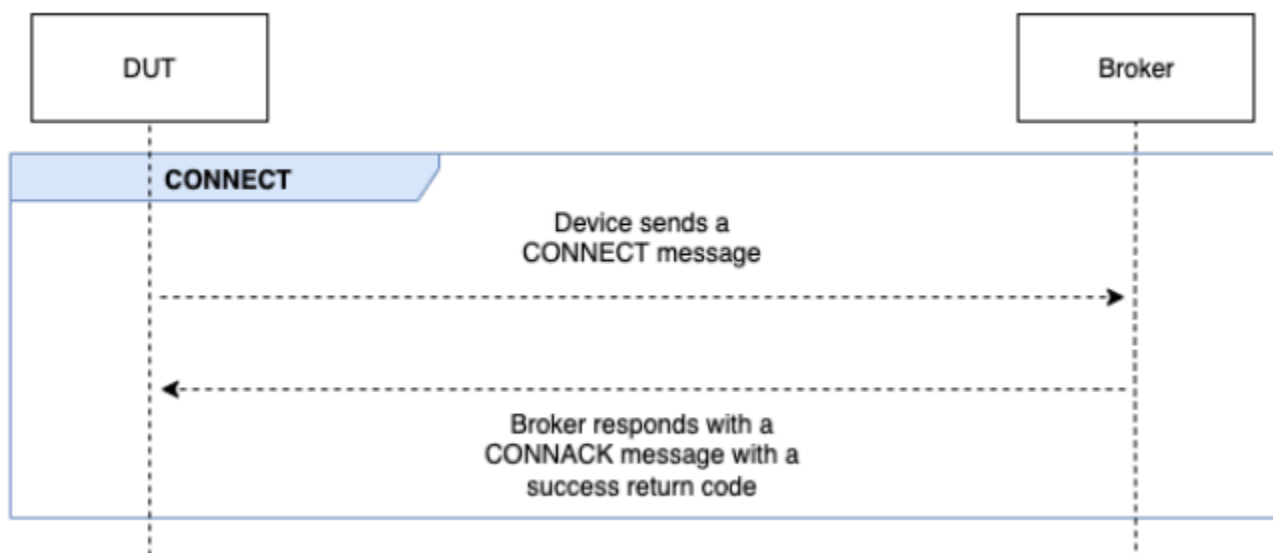 DUT
Broker
CONNECT
Device sends a
CONNECT message
Broker responds with a
CONNACK message with a
success return code